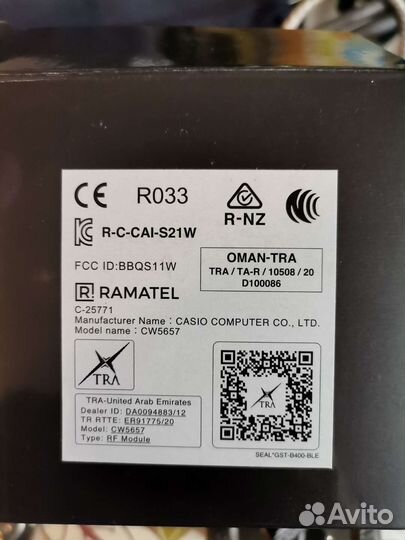 CE R033
R-NZ
R-C-CAI-S21W
FCC ID:BBQS11W
OMAN-TRA
TRA / TA-R / 10508 / 20
D100086
R RAMATEL
C-25771
Manufacturer Name : CASIO COMPUTER CO., LTD.
Model name : CW5657
TRA
TRA-United Arab Emirates
Dealer ID: DA0094883/12
TR RTTE: ER91775/20
Model: CW5657
Type: RF Module
TRA
SEAL*GST-B400-BLE
Avito